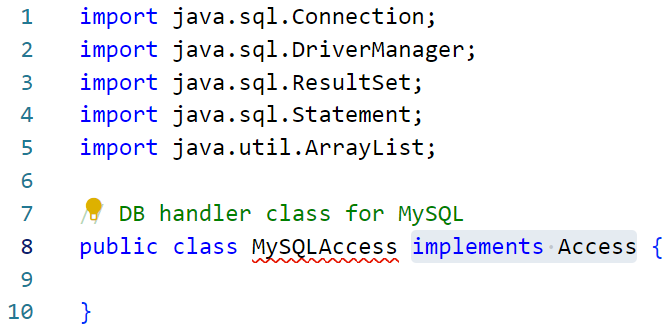 1 import java.sql.Connection;
2 import java.sql.DriverManager;
3 import java.sql.ResultSet;
4 import java.sql.Statement;
5 import java.util.ArrayList;
6
7 // DB handler class for MySQL
8 public class MySQLAccess implements Access {
9
10 }